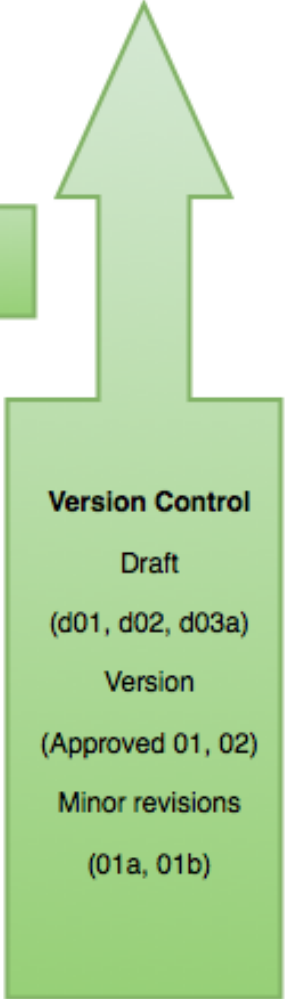 Version Control
Draft
(d01, d02, d03a)
Version
(Approved 01, 02)
Minor revisions
(01a, 01b)